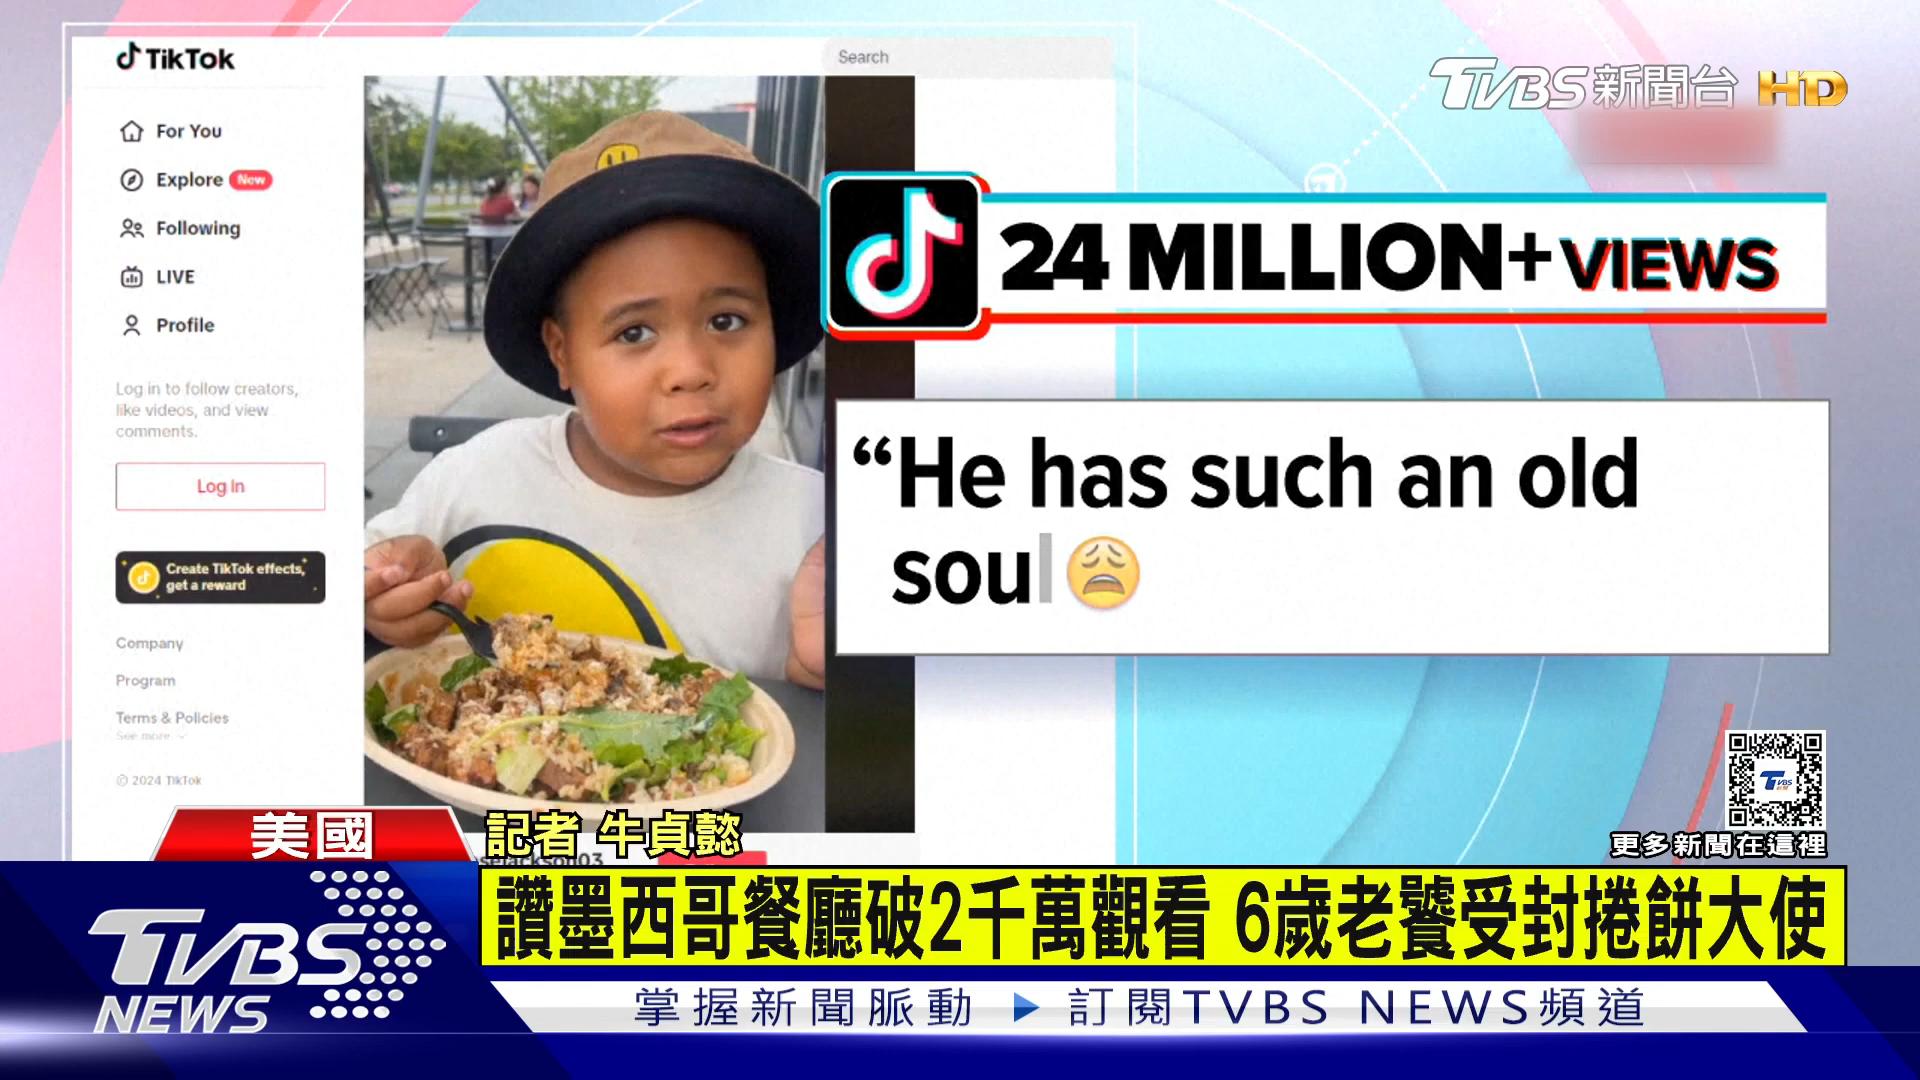 TikTok
Search
For You
Explore New
Following
LIVE
Profile
Log in to follow creators,
like videos, and view
comments.
Log In
Create TikTok effects,
get a reward
Company
Program
Terms & Policies
See more
© 2024 TikTok
TVBS新聞台 HD
24 MILLION+ VIEWS
“He has such an old
soul
TVBS
更多新聞在這裡
美國
記者 牛貞懿
讚墨西哥餐廳破2千萬觀看 6歲老饕受封捲餅大使
TVBS
NEWS
掌握新聞脈動 ▶ 訂閱TVBS NEWS頻道